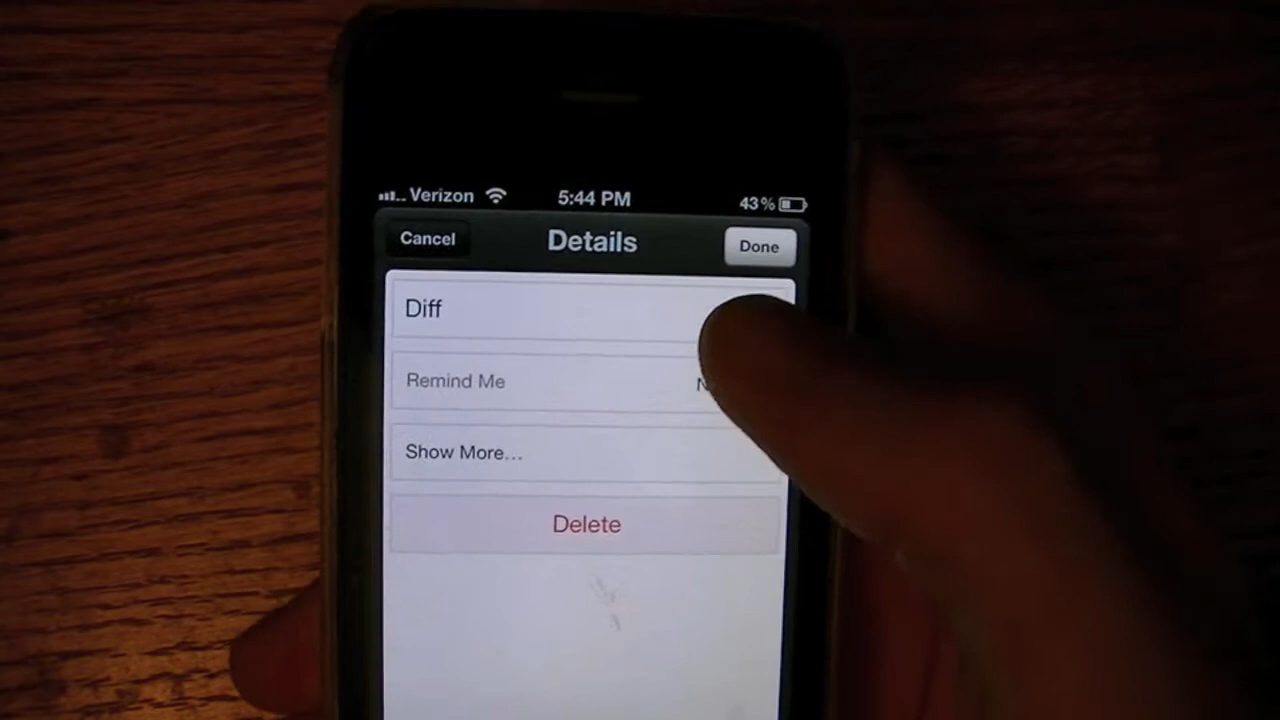 Verizon 5:44 PM 43%
Cancel Details Done
Diff
Remind Me
Show More...
Delete